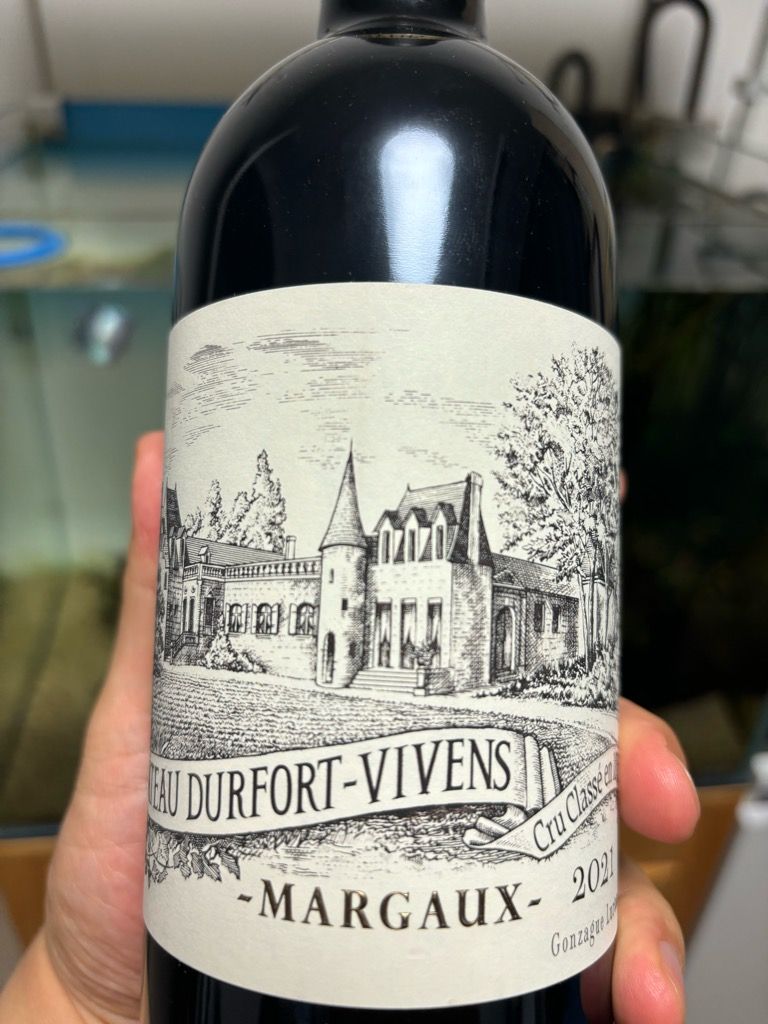 TEAU DURFORT-VIVENS
Cru Classé en
-MARGAUX-
2021
Gonzague